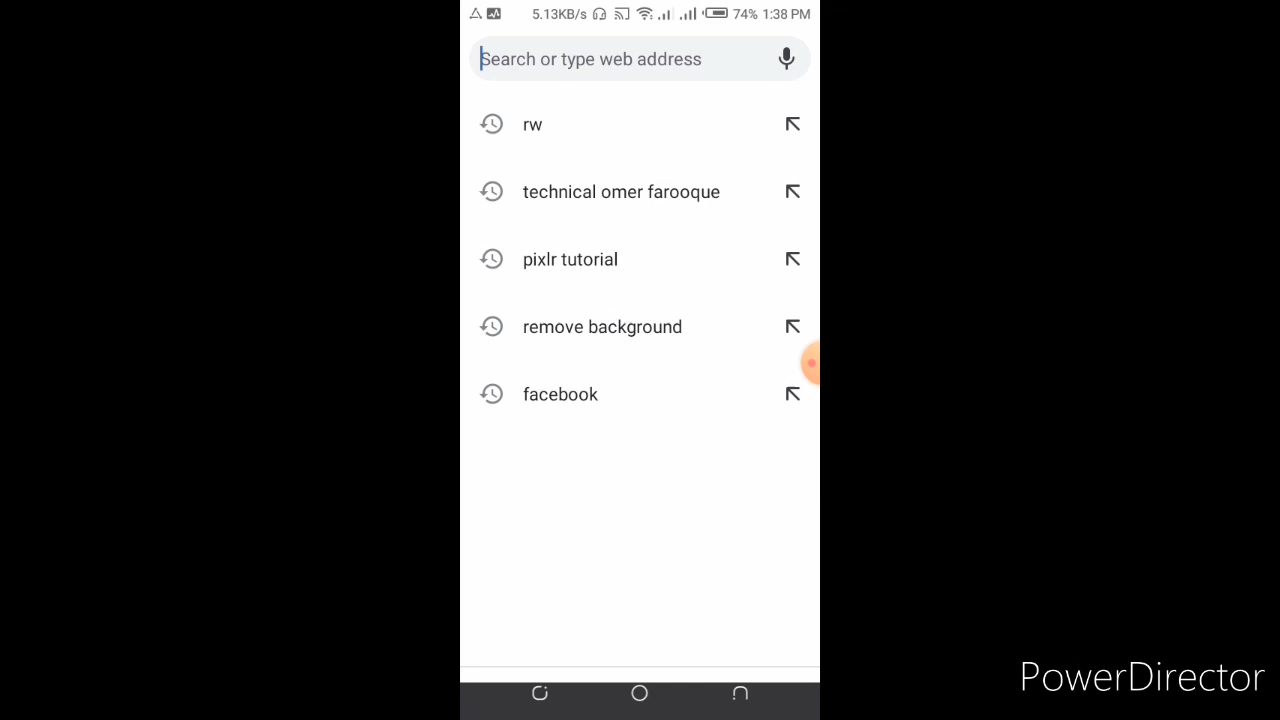 5.13KB/s 74% 1:38 PM
Search or type web address
rw
technical omer farooque
pixlr tutorial
remove background
facebook
PowerDirector